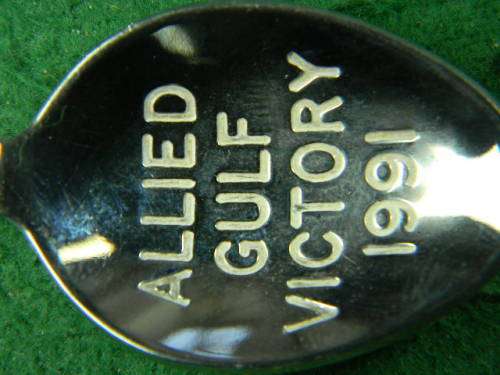 ALLIED
GULF
VICTORY
1991